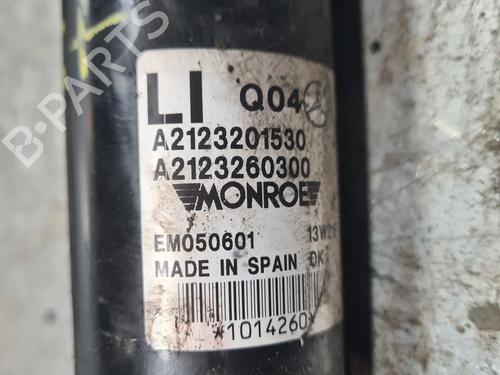 LI Q04
A2123201530
A2123260300
MONROE
EM050601
MADE IN SPAIN
*1014260
B-Parts